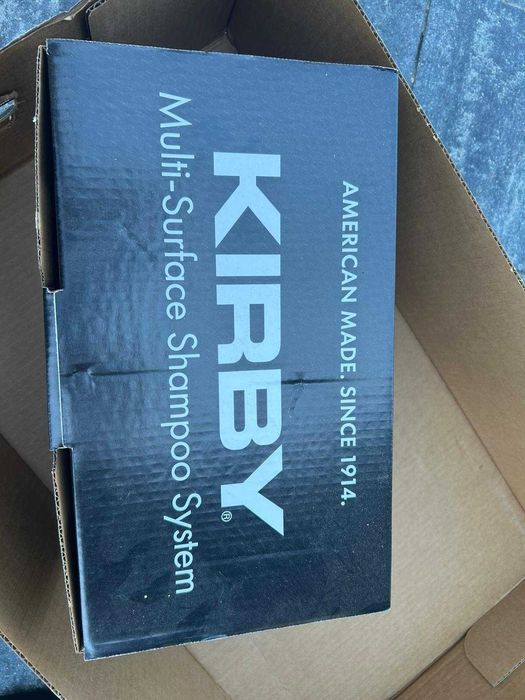 AMERICAN MADE. SINCE 1914.
KIRBY®
Multi-Surface Shampoo System